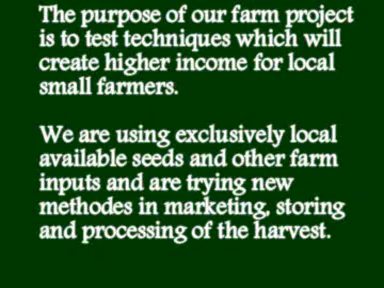 The purpose of our farm project
is to test techniques which will
create higher income for local
small farmers.
We are using exclusively local
available seeds and other farm
inputs and are trying new
methodes in marketing, storing
and processing of the harvest.